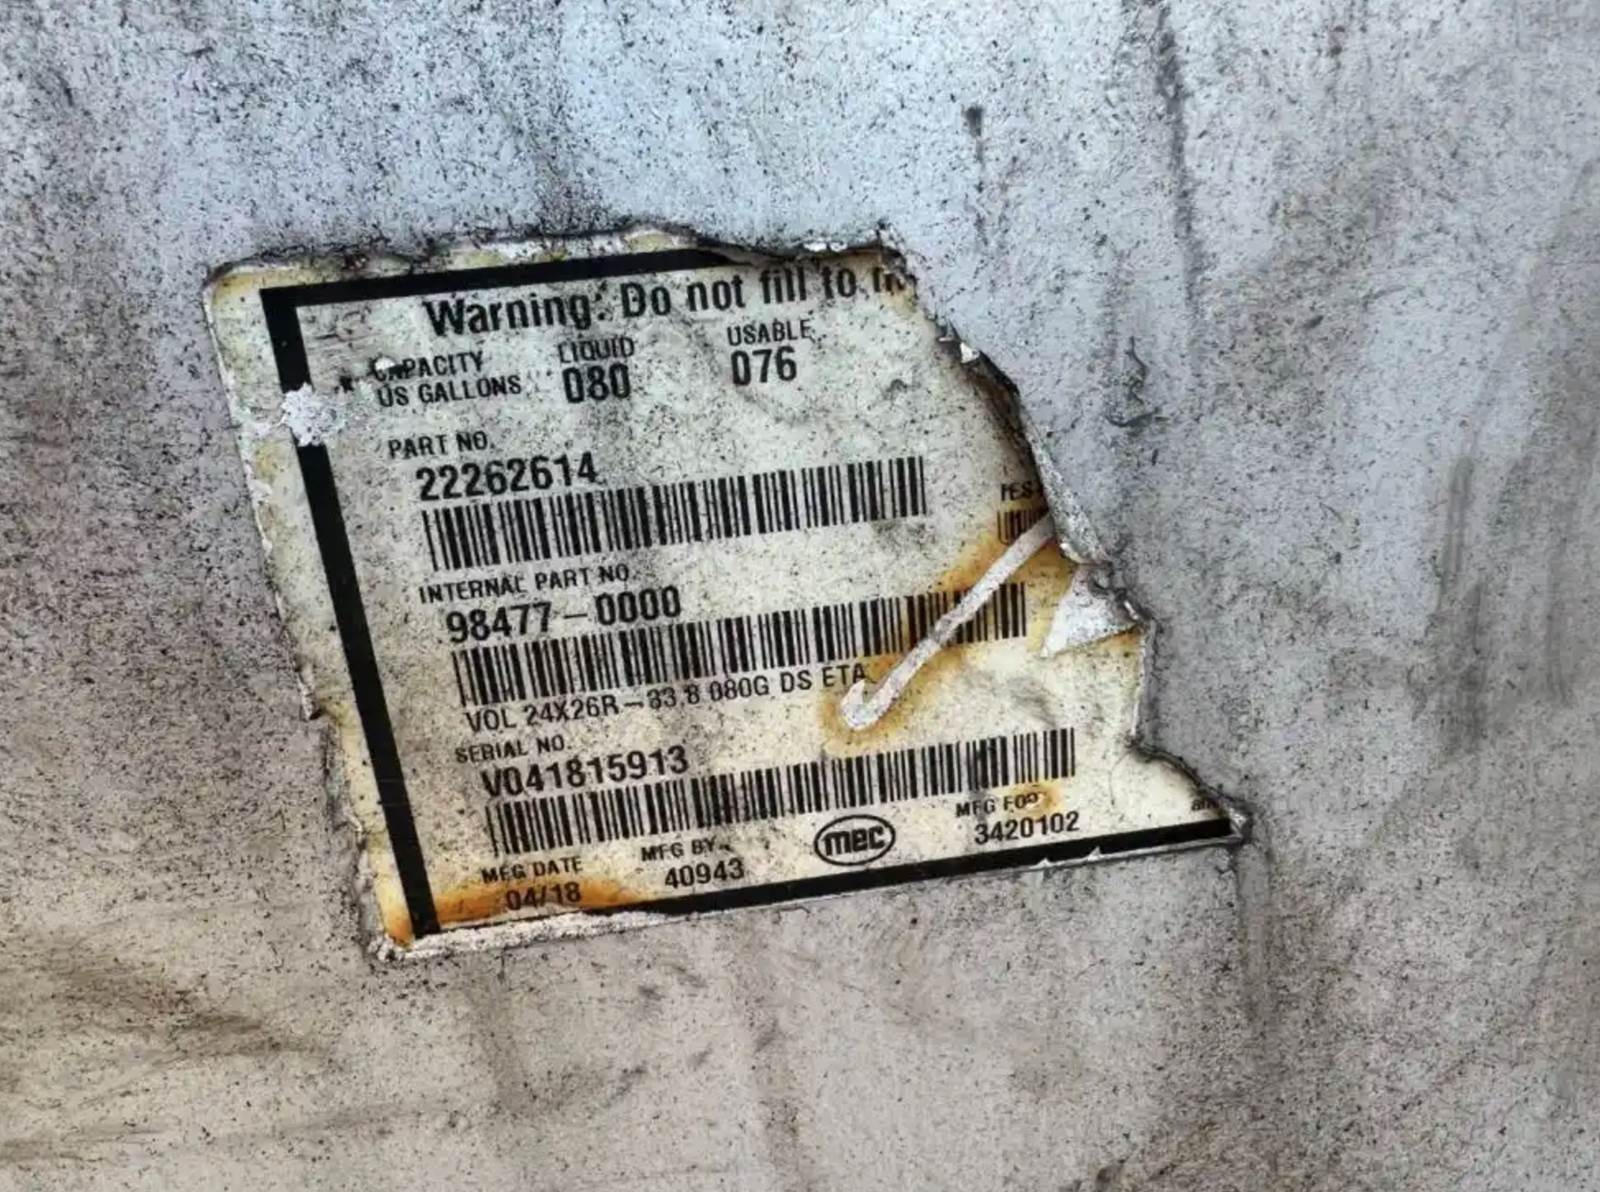 Warning: Do not fill to
CAPACITY LIQUID USABLE
US GALLONS 080 076
PART NO.
22262614
INTERNAL PART NO.
98477-0000
VOL 24X26R-33.8 080G DS ETA
SERIAL NO.
V041815913
MFG DATE MFG BY mec MFG FOR
04/18 40943 3420102